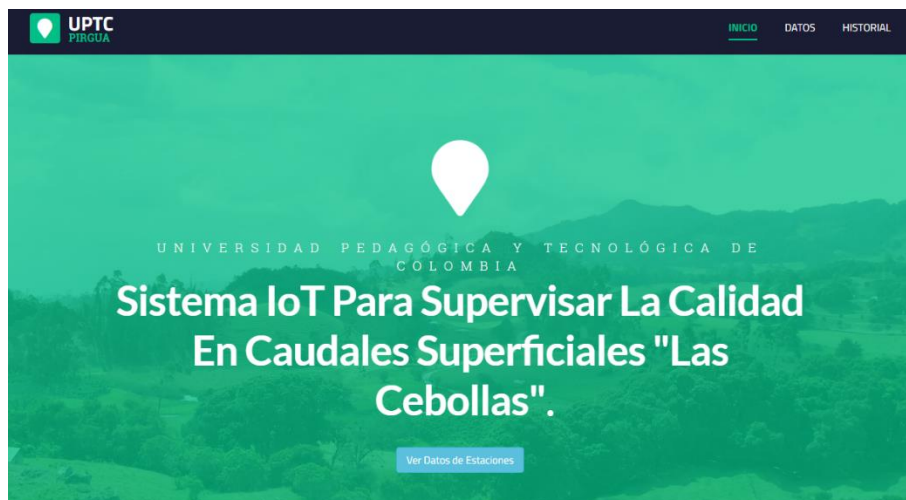 UPTC
PIRGUA
INICIO DATOS HISTORIAL
UNIVERSIDAD PEDAGÓGICA Y TECNOLÓGICA DE
COLOMBIA
Sistema IoT Para Supervisar La Calidad
En Caudales Superficiales "Las
Cebollas".
Ver Datos de Estaciones